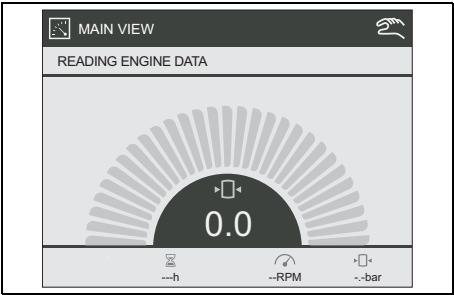 MAIN VIEW
READING ENGINE DATA
0.0
---h --RPM -.-bar